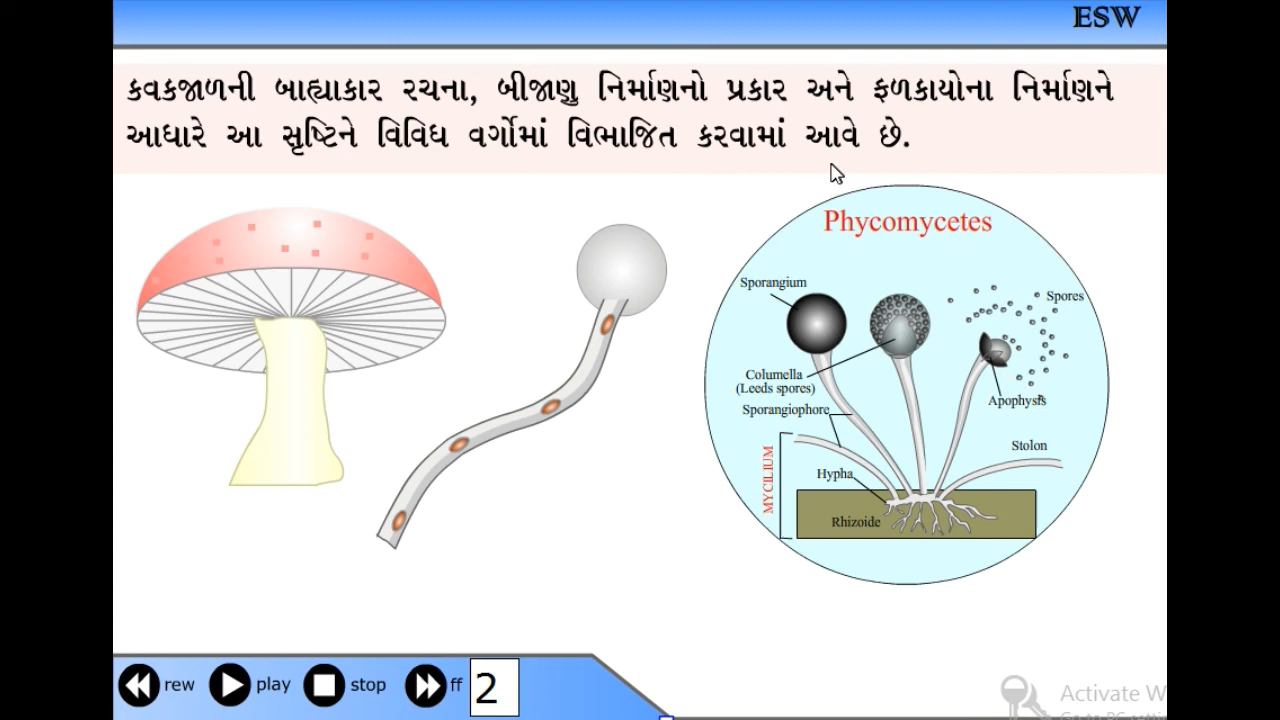 ESW
કવકજાળની બાહ્યાકાર રચના, બીજાણુ નિર્માણનો પ્રકાર અને ફળકાયોના નિર્માણને
આધારે આ સૃષ્ટિને વિવિધ વર્ગોમાં વિભાજિત કરવામાં આવે છે.
Phycomycetes
Sporangium
Spores
Columella
(Leeds spores)
Apophysis
Sporangiophore
Stolon
MYCILIUM
Hypha
Rhizoide
rew play stop ff 2
Activate W